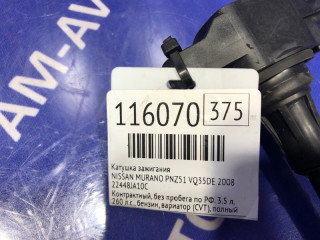 AM-AV
116070 375
Катушка зажигания
NISSAN MURANO PNZ51 VQ35DE 2008
22448JA10C
Контрактный, без пробега по РФ. 3.5 л,
260 л.с., бензин, вариатор (CVT), полный